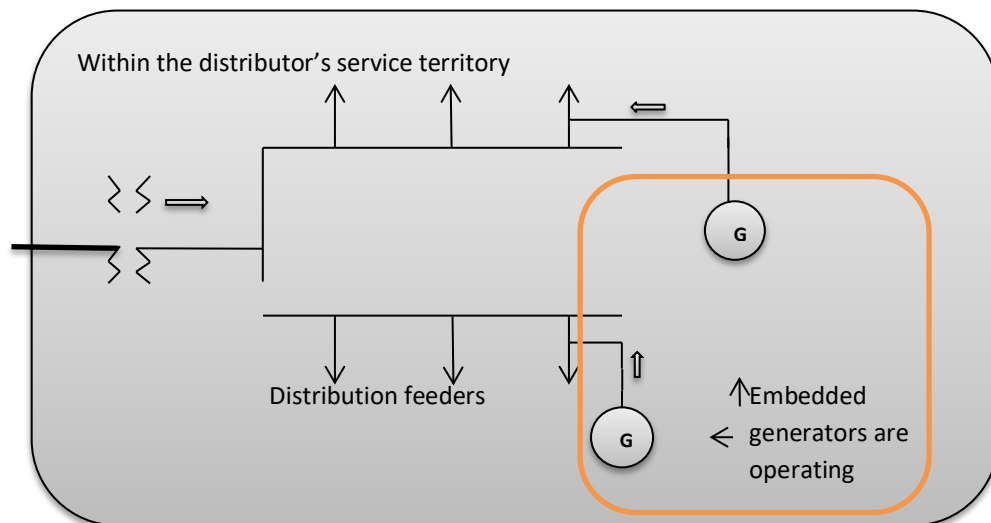 Within the distributor's service territory
G
Distribution feeders
G
Embedded
generators are
operating